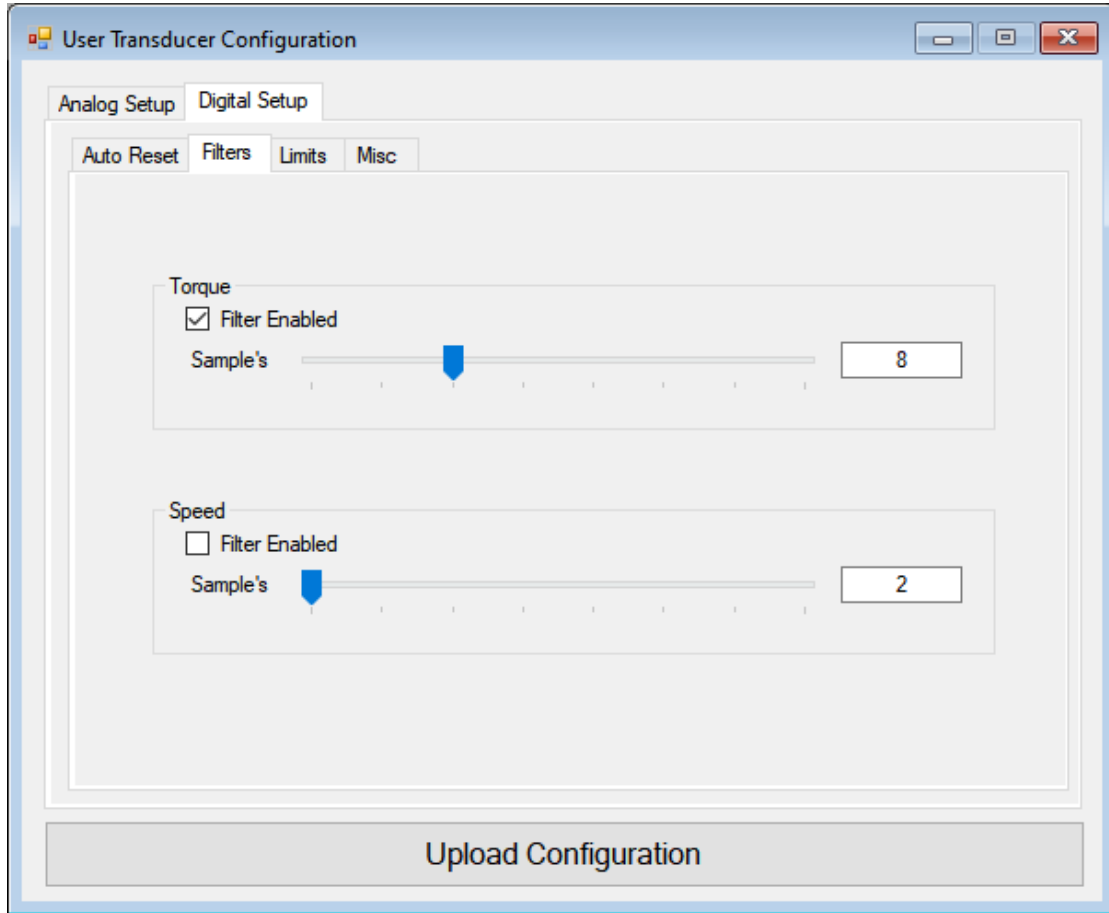 User Transducer Configuration
Analog Setup Digital Setup
Auto Reset Filters Limits Misc
Torque
Filter Enabled
Sample's 8
Speed
Filter Enabled
Sample's 2
Upload Configuration